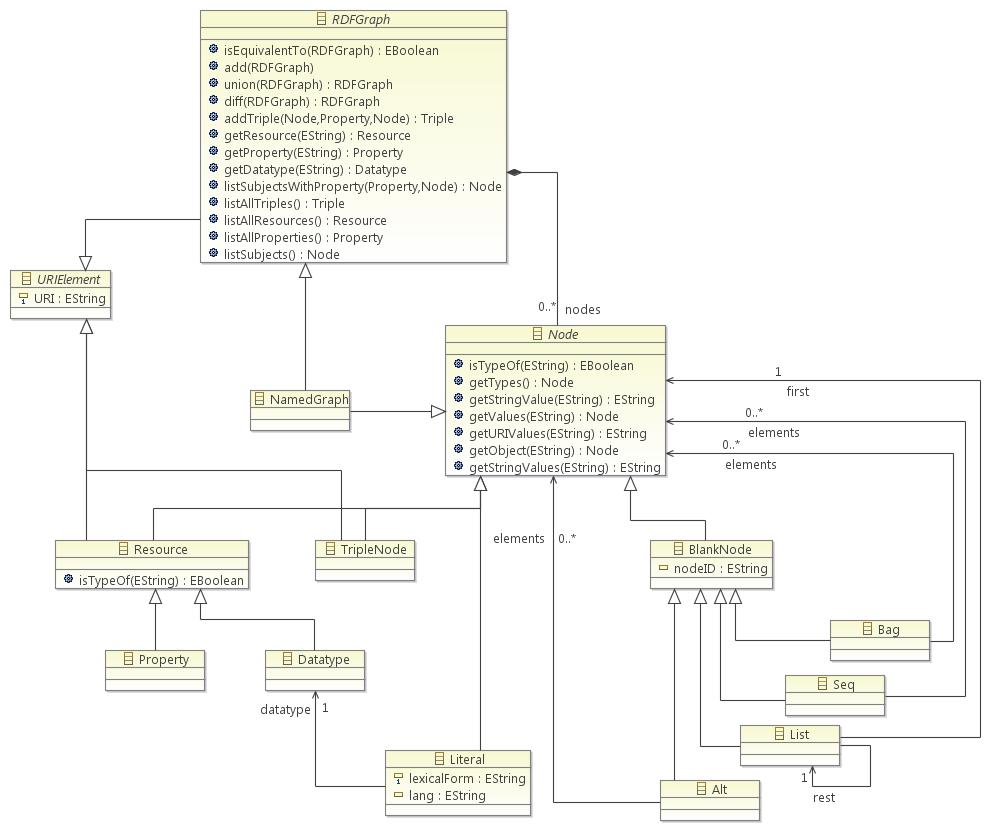 RDFGraph
isEquivalentTo(RDFGraph) : EBoolean
add(RDFGraph)
union(RDFGraph) : RDFGraph
diff(RDFGraph) : RDFGraph
addTriple(Node,Property,Node) : Triple
getResource(EString) : Resource
getProperty(EString) : Property
getDatatype(EString) : Datatype
listSubjectsWithProperty(Property,Node) : Node
listAllTriples() : Triple
listAllResources() : Resource
listAllProperties() : Property
listSubjects() : Node
URIElement
URI : EString
0..* nodes
Node
isTypeOf(EString) : EBoolean
getTypes() : Node
getStringValue(EString) : EString
getValues(EString) : Node
getURIValues(EString) : EString
getObject(EString) : Node
getStringValues(EString) : EString
NamedGraph
1
first
0..*
elements
0..*
elements
elements 0..*
Resource
isTypeOf(EString) : EBoolean
TripleNode
BlankNode
nodeID : EString
Property
Datatype
datatype 1
Bag
Seq
List
1
rest
Literal
lexicalForm : EString
lang : EString
Alt